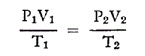 P₁V₁/T₁ = P₂V₂/T₂